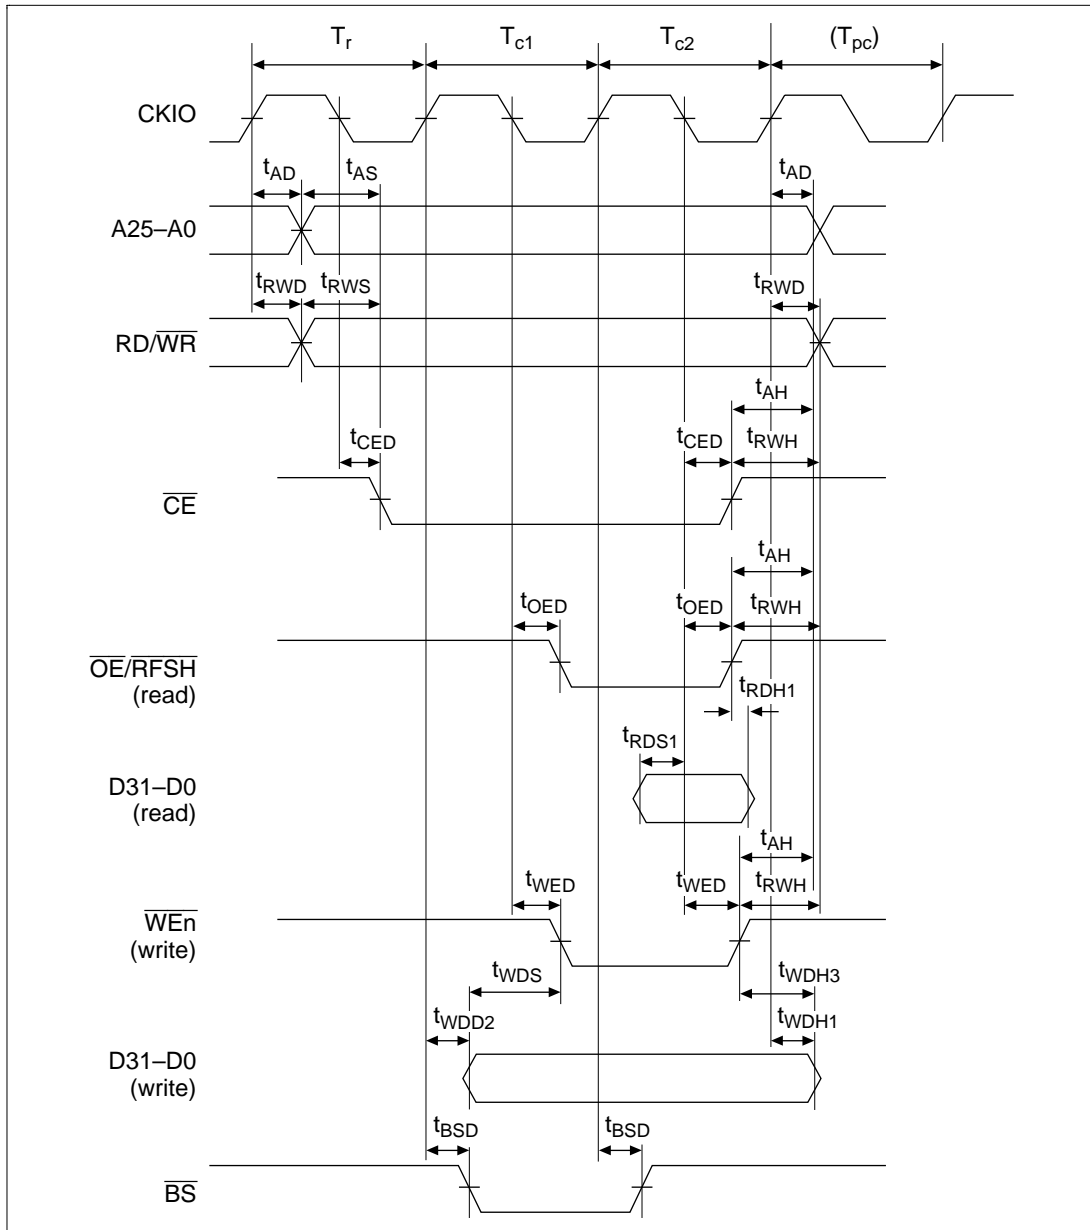 Tr Tc1 Tc2 (Tpc)
CKIO
tAD tAS tAD
A25–A0
tRWD tRWS tRWD
RD/WR
tAH
tCED tCED tRWH
CE
tAH
tOED tOED tRWH
OE/RFSH
(read)
tRDH1
tRDS1
D31–D0
(read)
tAH
tWED tWED tRWH
WEn
(write)
tWDS tWDH3
tWDD2 tWDH1
D31–D0
(write)
tBSD tBSD
BS